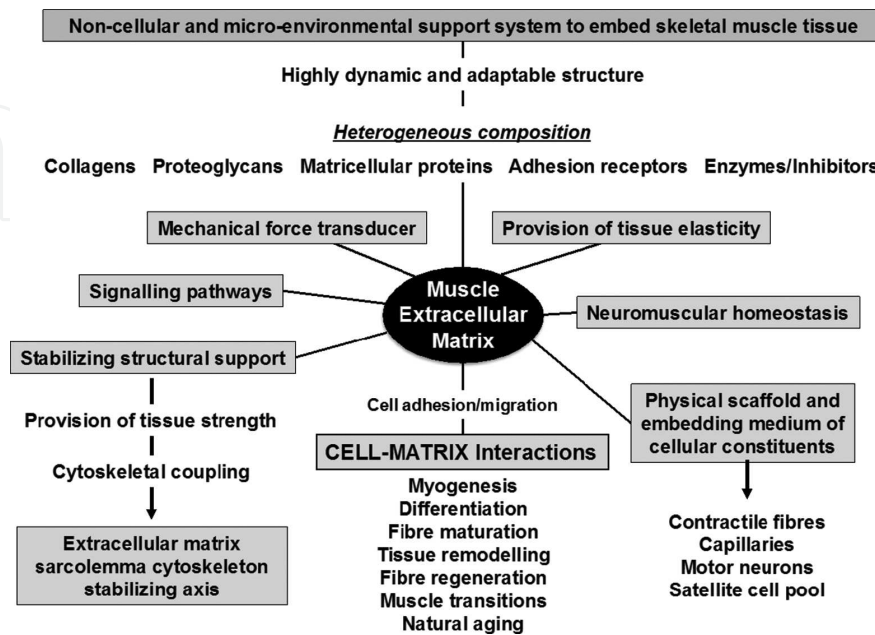 Non-cellular and micro-environmental support system to embed skeletal muscle tissue
Highly dynamic and adaptable structure
Heterogeneous composition
Collagens Proteoglycans Matricellular proteins Adhesion receptors Enzymes/Inhibitors
Mechanical force transducer
Provision of tissue elasticity
Signalling pathways
Muscle
Extracellular
Matrix
Neuromuscular homeostasis
Stabilizing structural support
Provision of tissue strength
Cytoskeletal coupling
Extracellular matrix
sarcolemma cytoskeleton
stabilizing axis
Cell adhesion/migration
CELL-MATRIX Interactions
Myogenesis
Differentiation
Fibre maturation
Tissue remodelling
Fibre regeneration
Muscle transitions
Natural aging
Physical scaffold and
embedding medium of
cellular constituents
Contractile fibres
Capillaries
Motor neurons
Satellite cell pool